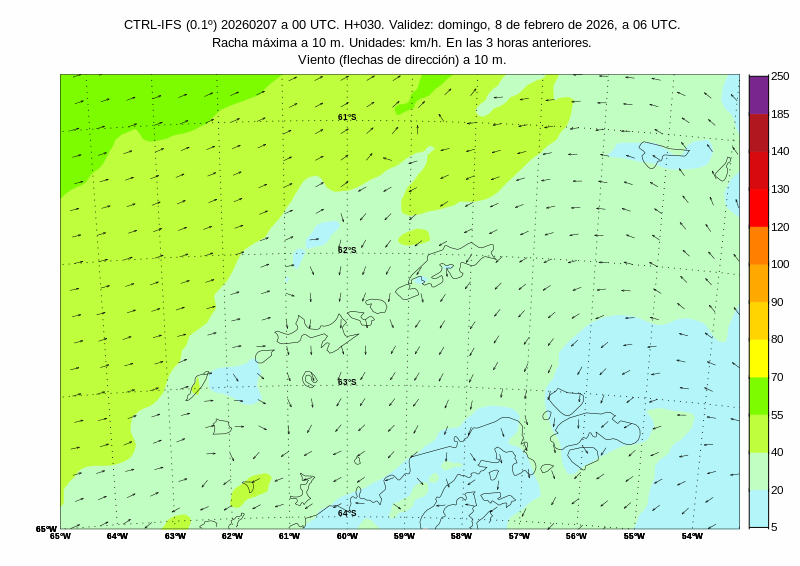 CTRL-IFS (0.1º) 20260207 a 00 UTC. H+030. Validez: domingo, 8 de febrero de 2026, a 06 UTC.
Racha máxima a 10 m. Unidades: km/h. En las 3 horas anteriores.
Viento (flechas de dirección) a 10 m.
250
185
140
130
120
100
90
80
70
55
40
20
5
61°S
62°S
63°S
64°S
65°W
65°W 64°W 63°W 62°W 61°W 60°W 59°W 58°W 57°W 56°W 55°W 54°W